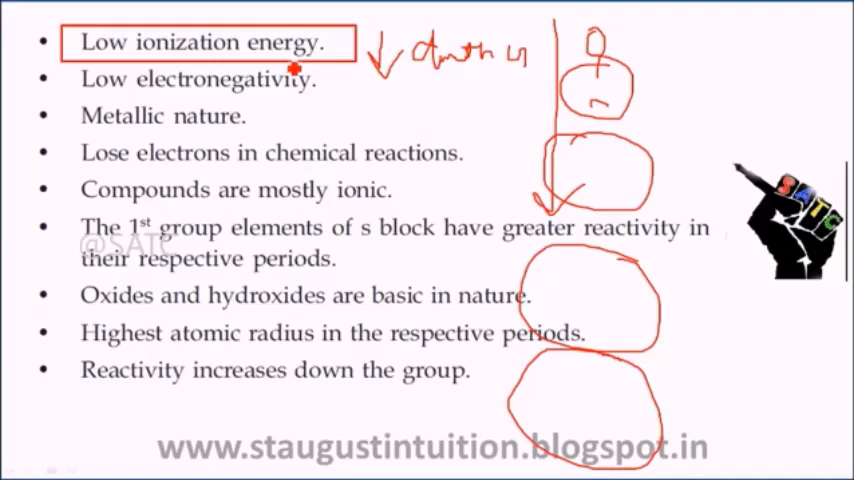 • Low ionization energy.
• Low electronegativity.
• Metallic nature.
• Lose electrons in chemical reactions.
• Compounds are mostly ionic.
• The 1st group elements of s block have greater reactivity in
their respective periods.
• Oxides and hydroxides are basic in nature.
• Highest atomic radius in the respective periods.
• Reactivity increases down the group.
@SATC
SATC
www.staugustintuition.blogspot.in